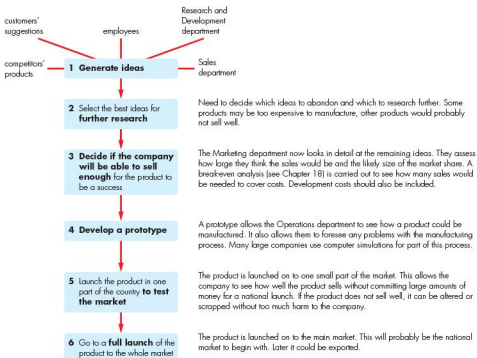 customers'
suggestions
employees
Research and
Development
department
competitors'
products
1 Generate ideas
Sales
department
2 Select the best ideas for
further research
Need to decide which ideas to abandon and which to research further. Some
products may be too expensive to manufacture, other products would probably
not sell well.
3 Decide if the company
will be able to sell
enough for the product to
be a success
The Marketing department now looks in detail at the remaining ideas. They assess
how large they think the sales would be and the likely size of the market share. A
break-even analysis (see Chapter 18) is carried out to see how many sales would
be needed to cover costs. Development costs should also be included.
4 Develop a prototype
A prototype allows the Operations department to see how a product could be
manufactured. It also allows them to foresee any problems with the manufacturing
process. Many large companies use computer simulations for part of this process.
5 Launch the product in one
part of the country to test
the market
The product is launched on to one small part of the market. This allows the
company to see how well the product sells without committing large amounts of
money for a national launch. If the product does not sell well, it can be altered or
scrapped without too much harm to the company.
6 Go to a full launch of the
product to the whole market
The product is launched on to the main market. This will probably be the national
market to begin with. Later it could be exported.